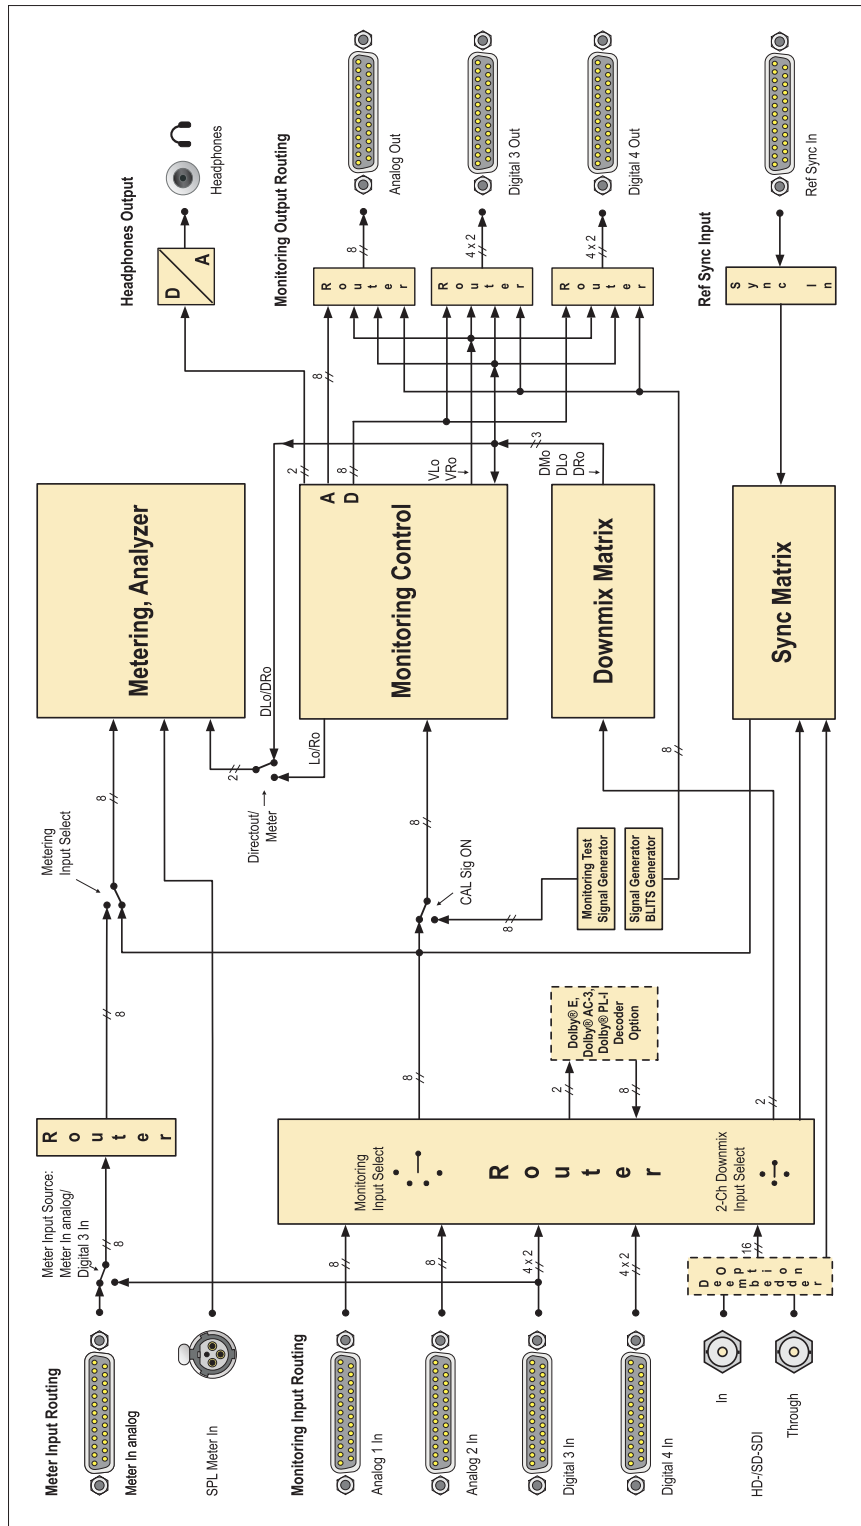 Headphones Output
Headphones
D
A
Monitoring Output Routing
Analog Out
Digital 3 Out
Digital 4 Out
8
4 x 2
4 x 2
Router
Router
Router
Ref Sync Input
Ref Sync In
Sync In
Metering, Analyzer
Monitoring Control
A
D
2
8
8
VLo
VRo
DMo
DLo
DRo
3
Downmix Matrix
Sync Matrix
DLo/DRo
Lo/Ro
2
Directout/
Meter
Metering
Input Select
8
8
CAL Sig ON
8
8
8
Monitoring Test
Signal Generator
Signal Generator
BLITS Generator
Dolby® E,
Dolby® AC-3,
Dolby® PL-I
Decoder
Option
2
8
8
2
Router
Meter Input Source:
Meter In analog/
Digital 3 In
8
Monitoring
Input Select
Router
2-Ch Downmix
Input Select
8
8
4 x 2
4 x 2
16
Deembedder
Option
Meter Input Routing
Meter In analog
SPL Meter In
Monitoring Input Routing
Analog 1 In
Analog 2 In
Digital 3 In
Digital 4 In
In
Through
HD-/SD-SDI